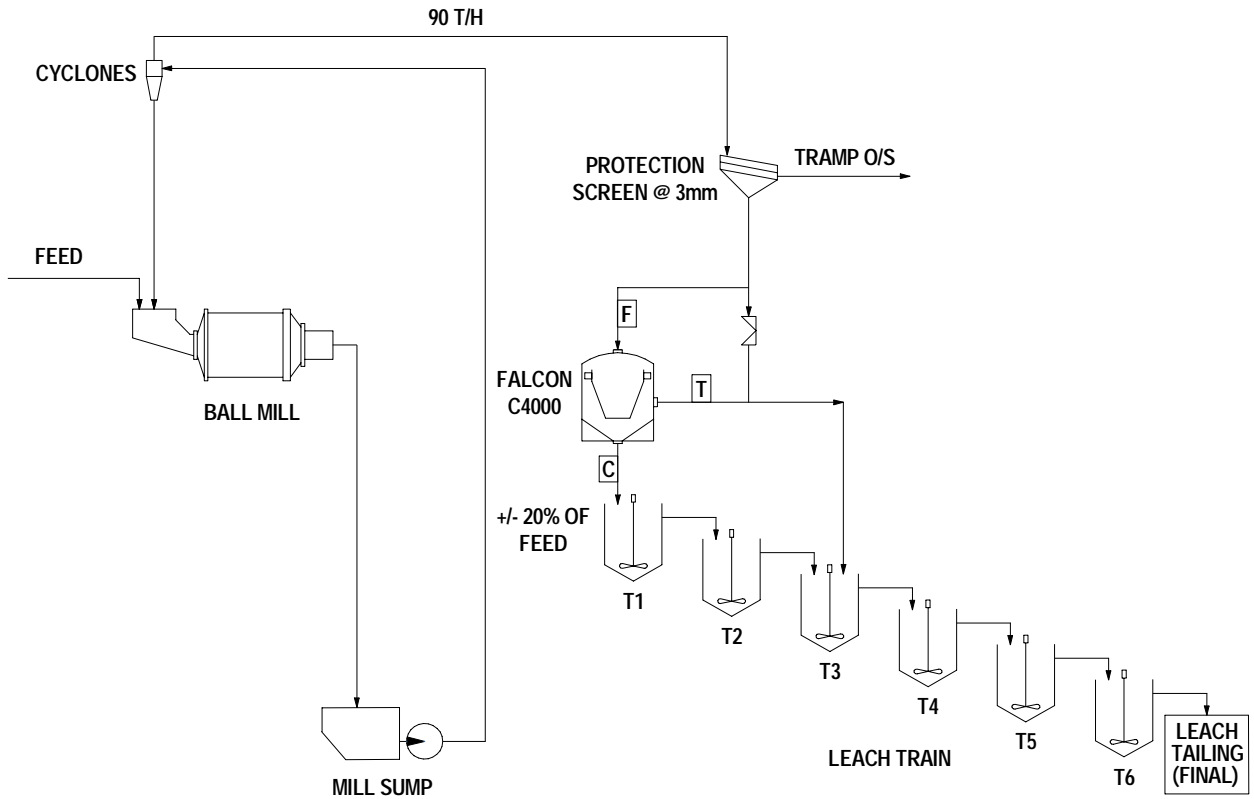 90 T/H
CYCLONES
PROTECTION
SCREEN @ 3mm
TRAMP O/S
FEED
F
FALCON
C4000
T
BALL MILL
C
+/- 20% OF
FEED
T1
T2
T3
T4
T5
T6
LEACH TRAIN
LEACH
TAILING
(FINAL)
MILL SUMP